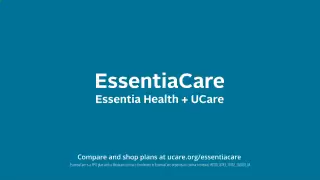 EssentiaCare
Essentia Health + UCare
Compare and shop plans at ucare.org/essentiacare